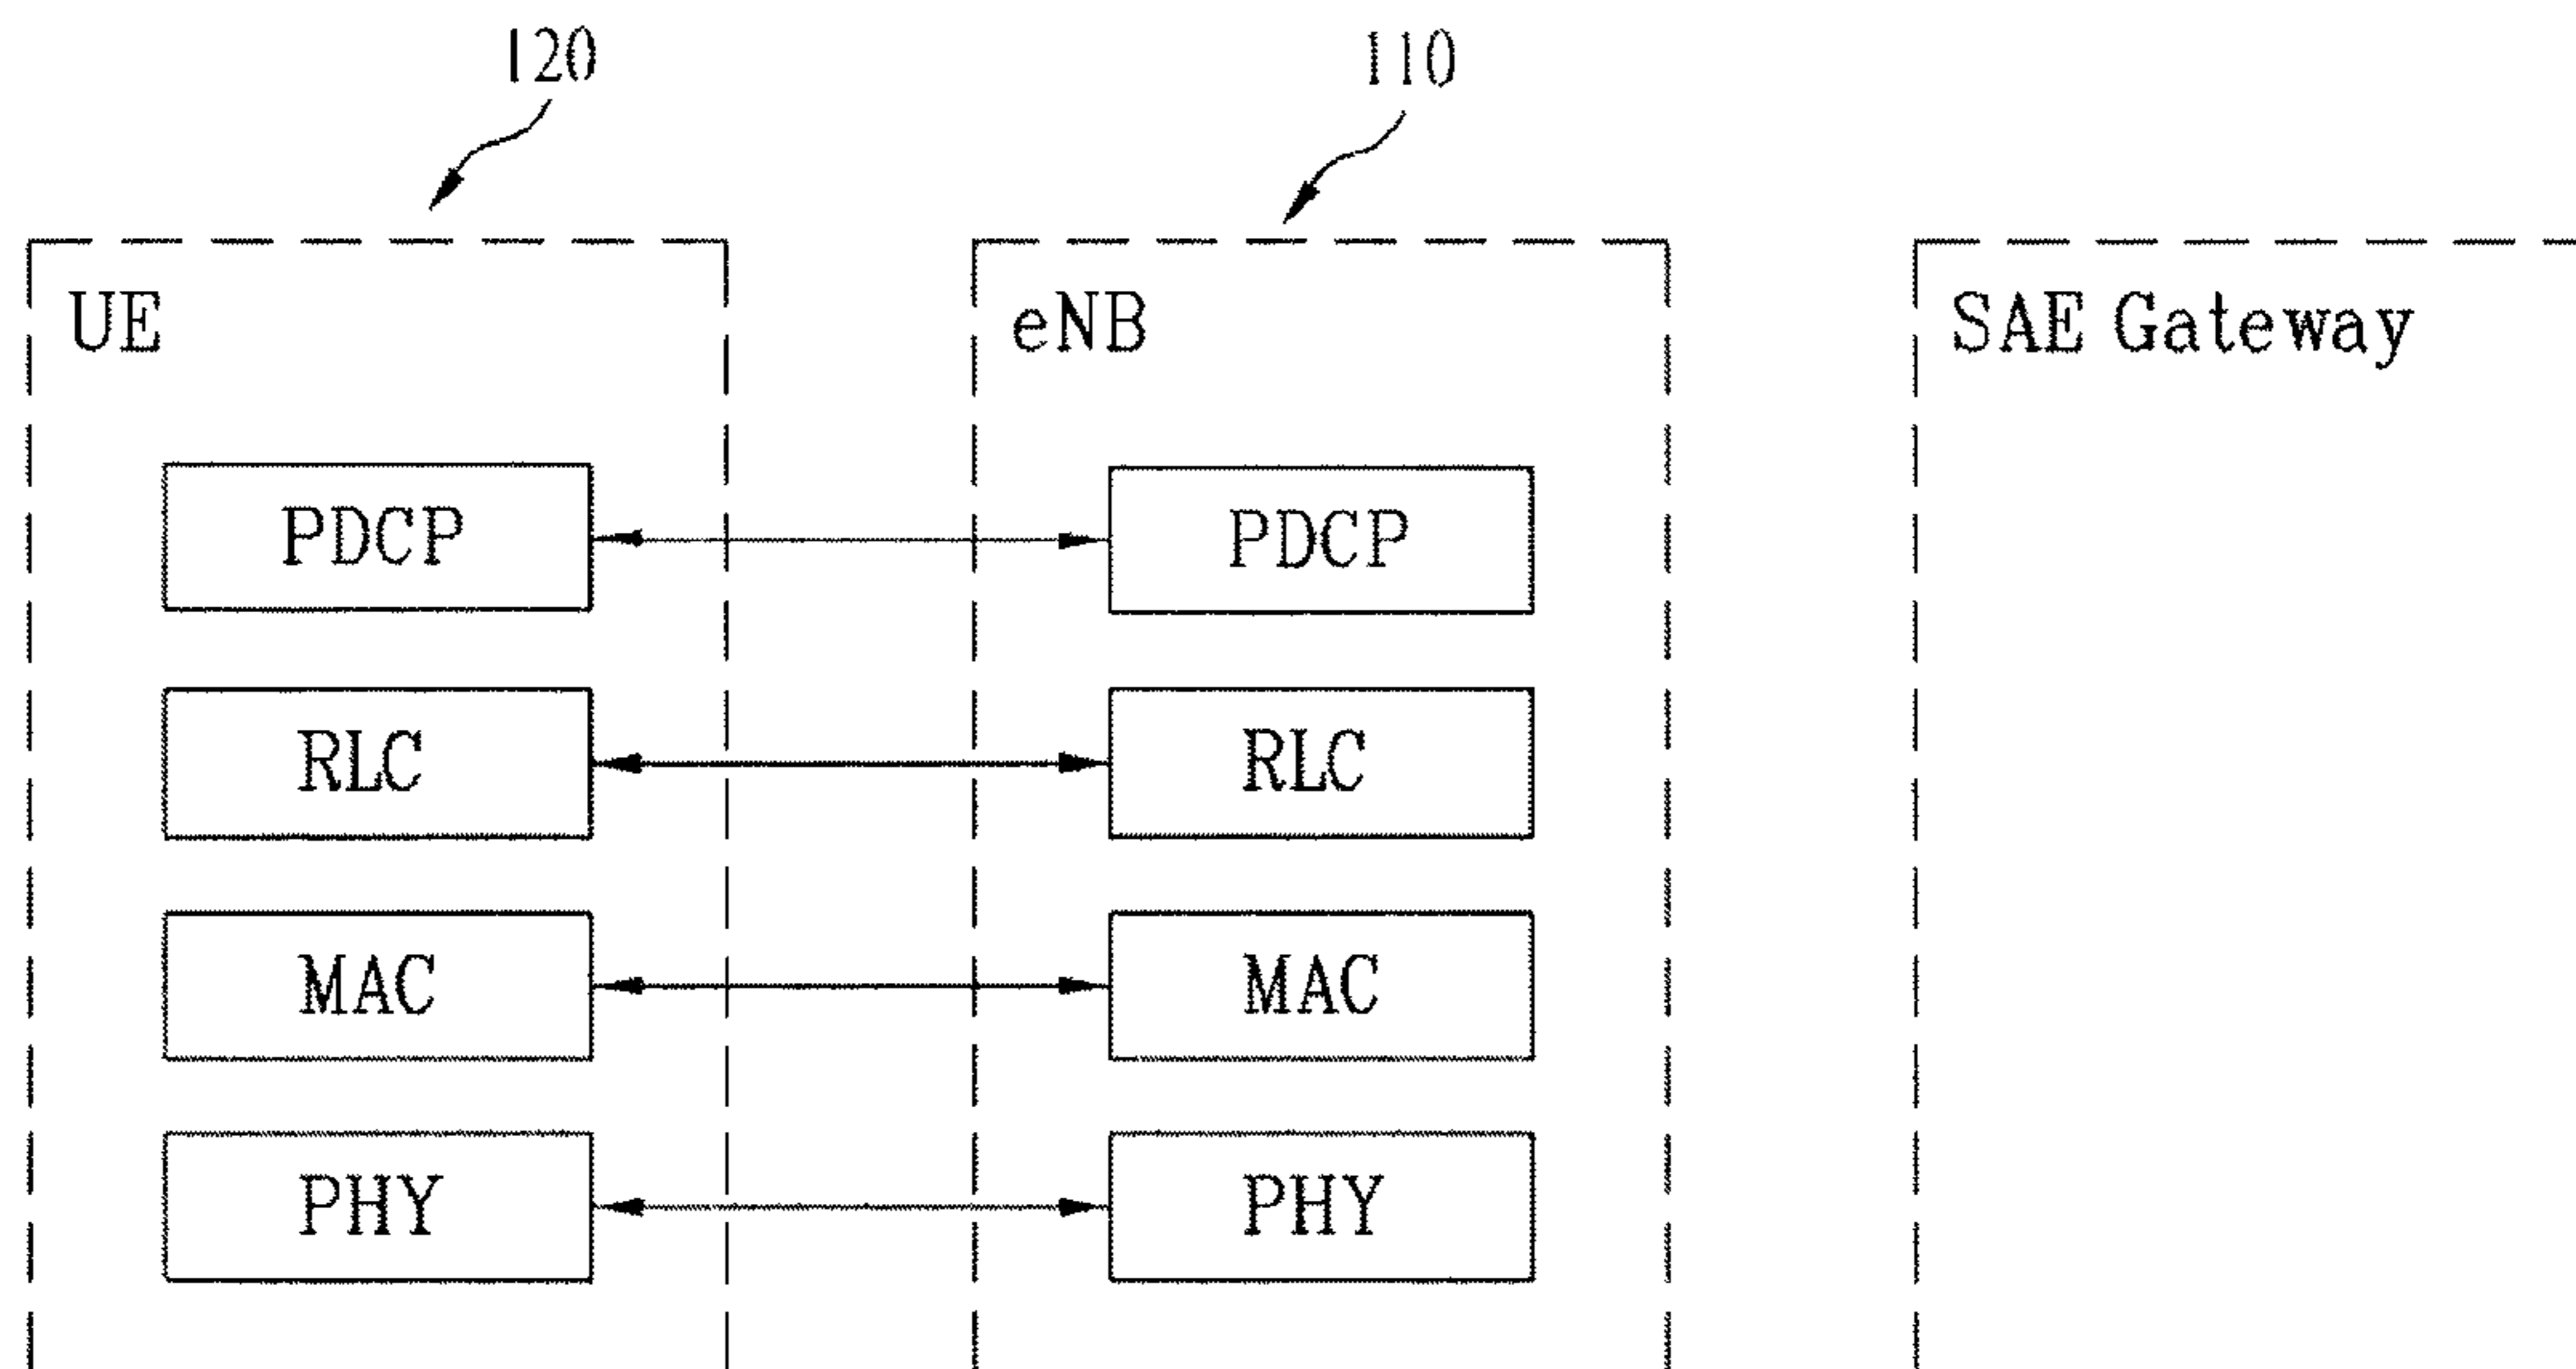 120 110
UE eNB SAE Gateway
PDCP PDCP
RLC RLC
MAC MAC
PHY PHY